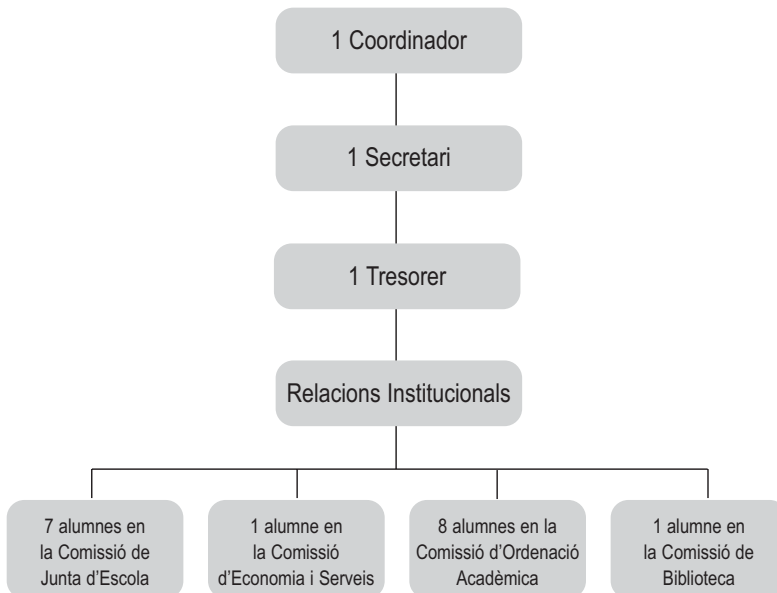 1 Coordinador
1 Secretari
1 Tresorer
Relacions Institucionals
7 alumnes en
la Comissió de
Junta d’Escola
1 alumne en
la Comissió
d’Economia i Serveis
8 alumnes en la
Comissió d’Ordenació
Acadèmica
1 alumne en
la Comissió de
Biblioteca